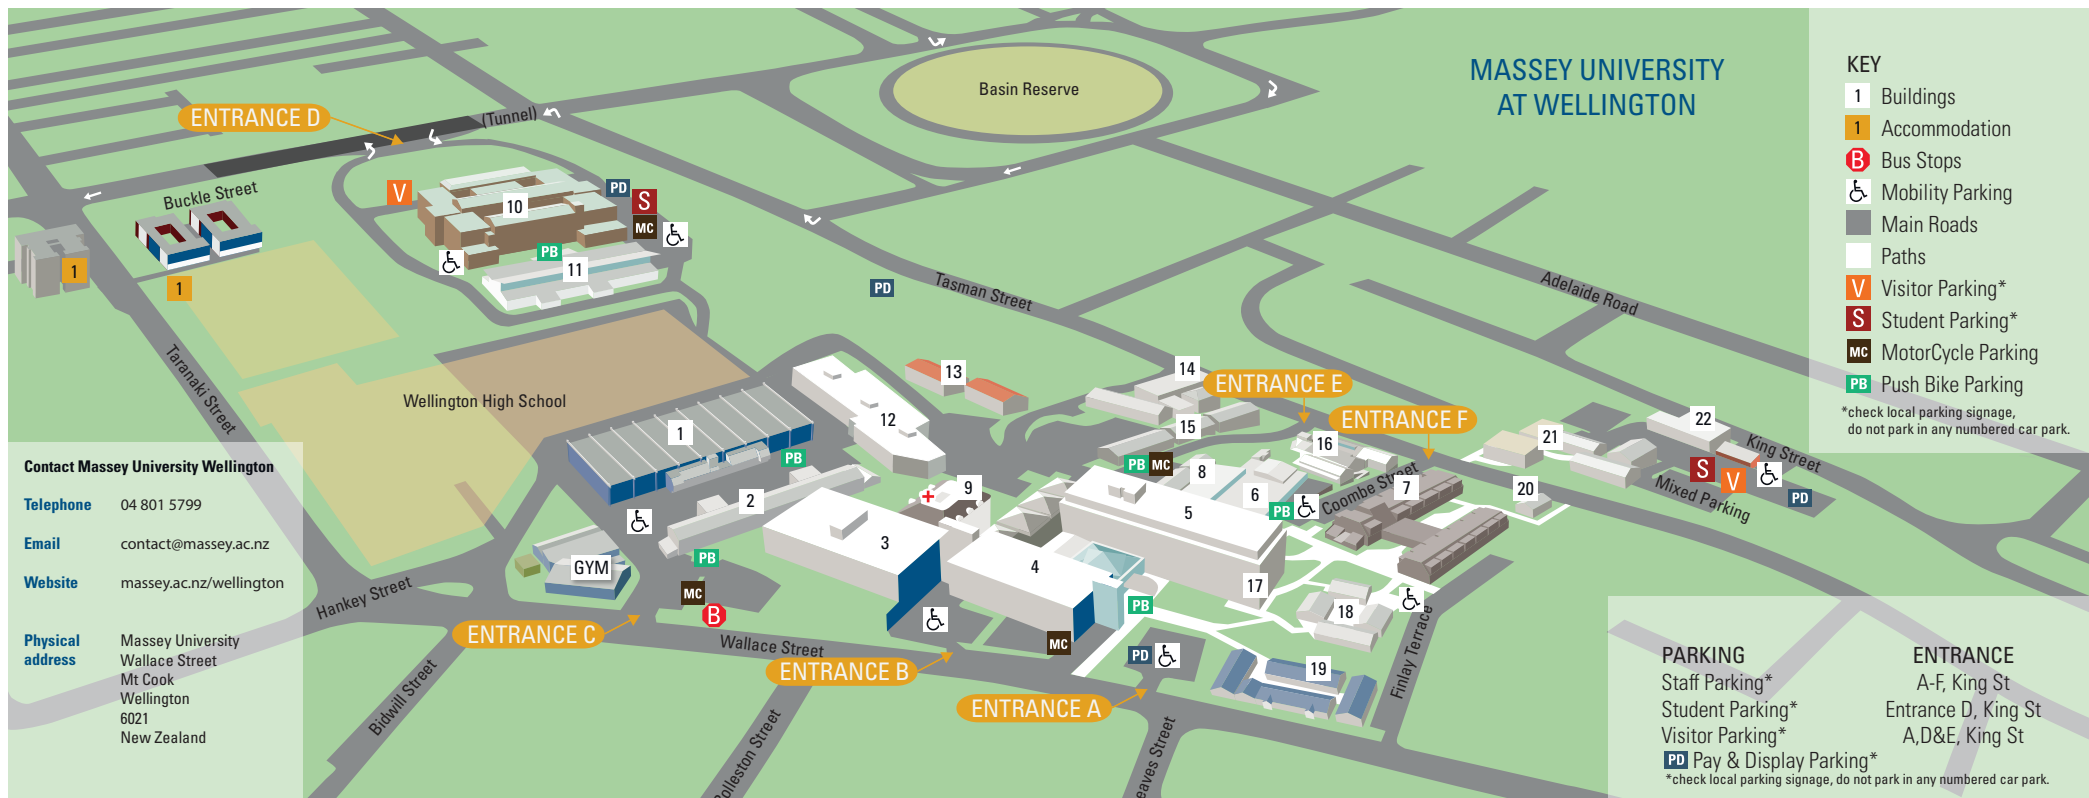 MASSEY UNIVERSITY
AT WELLINGTON
KEY
1 Buildings
1 Accommodation
B Bus Stops
Mobility Parking
Main Roads
Paths
V Visitor Parking*
S Student Parking*
MC MotorCycle Parking
PB Push Bike Parking
*check local parking signage,
do not park in any numbered car park.
Basin Reserve
ENTRANCE D
(Tunnel)
Buckle Street
V
10
PD
S
MC
PB
11
1
1
PD
Tasman Street
Adelaide Road
Taranaki Street
Wellington High School
13
14
ENTRANCE E
ENTRANCE F
12
15
16
21
22
King Street
1
PB
PB
MC
8
6
PB
Coombe Street
7
20
S
V
PD
Mixed Parking
2
9
5
3
4
GYM
PB
MC
B
17
18
PB
MC
PD
19
Hankey Street
ENTRANCE C
Wallace Street
ENTRANCE B
ENTRANCE A
Bidwill Street
Finlay Terrace
Contact Massey University Wellington
Telephone 04 801 5799
Email contact@massey.ac.nz
Website massey.ac.nz/wellington
Physical address
Massey University
Wallace Street
Mt Cook
Wellington
6021
New Zealand
PARKING ENTRANCE
Staff Parking* A-F, King St
Student Parking* Entrance D, King St
Visitor Parking* A,D&E, King St
PD Pay & Display Parking*
*check local parking signage, do not park in any numbered car park.